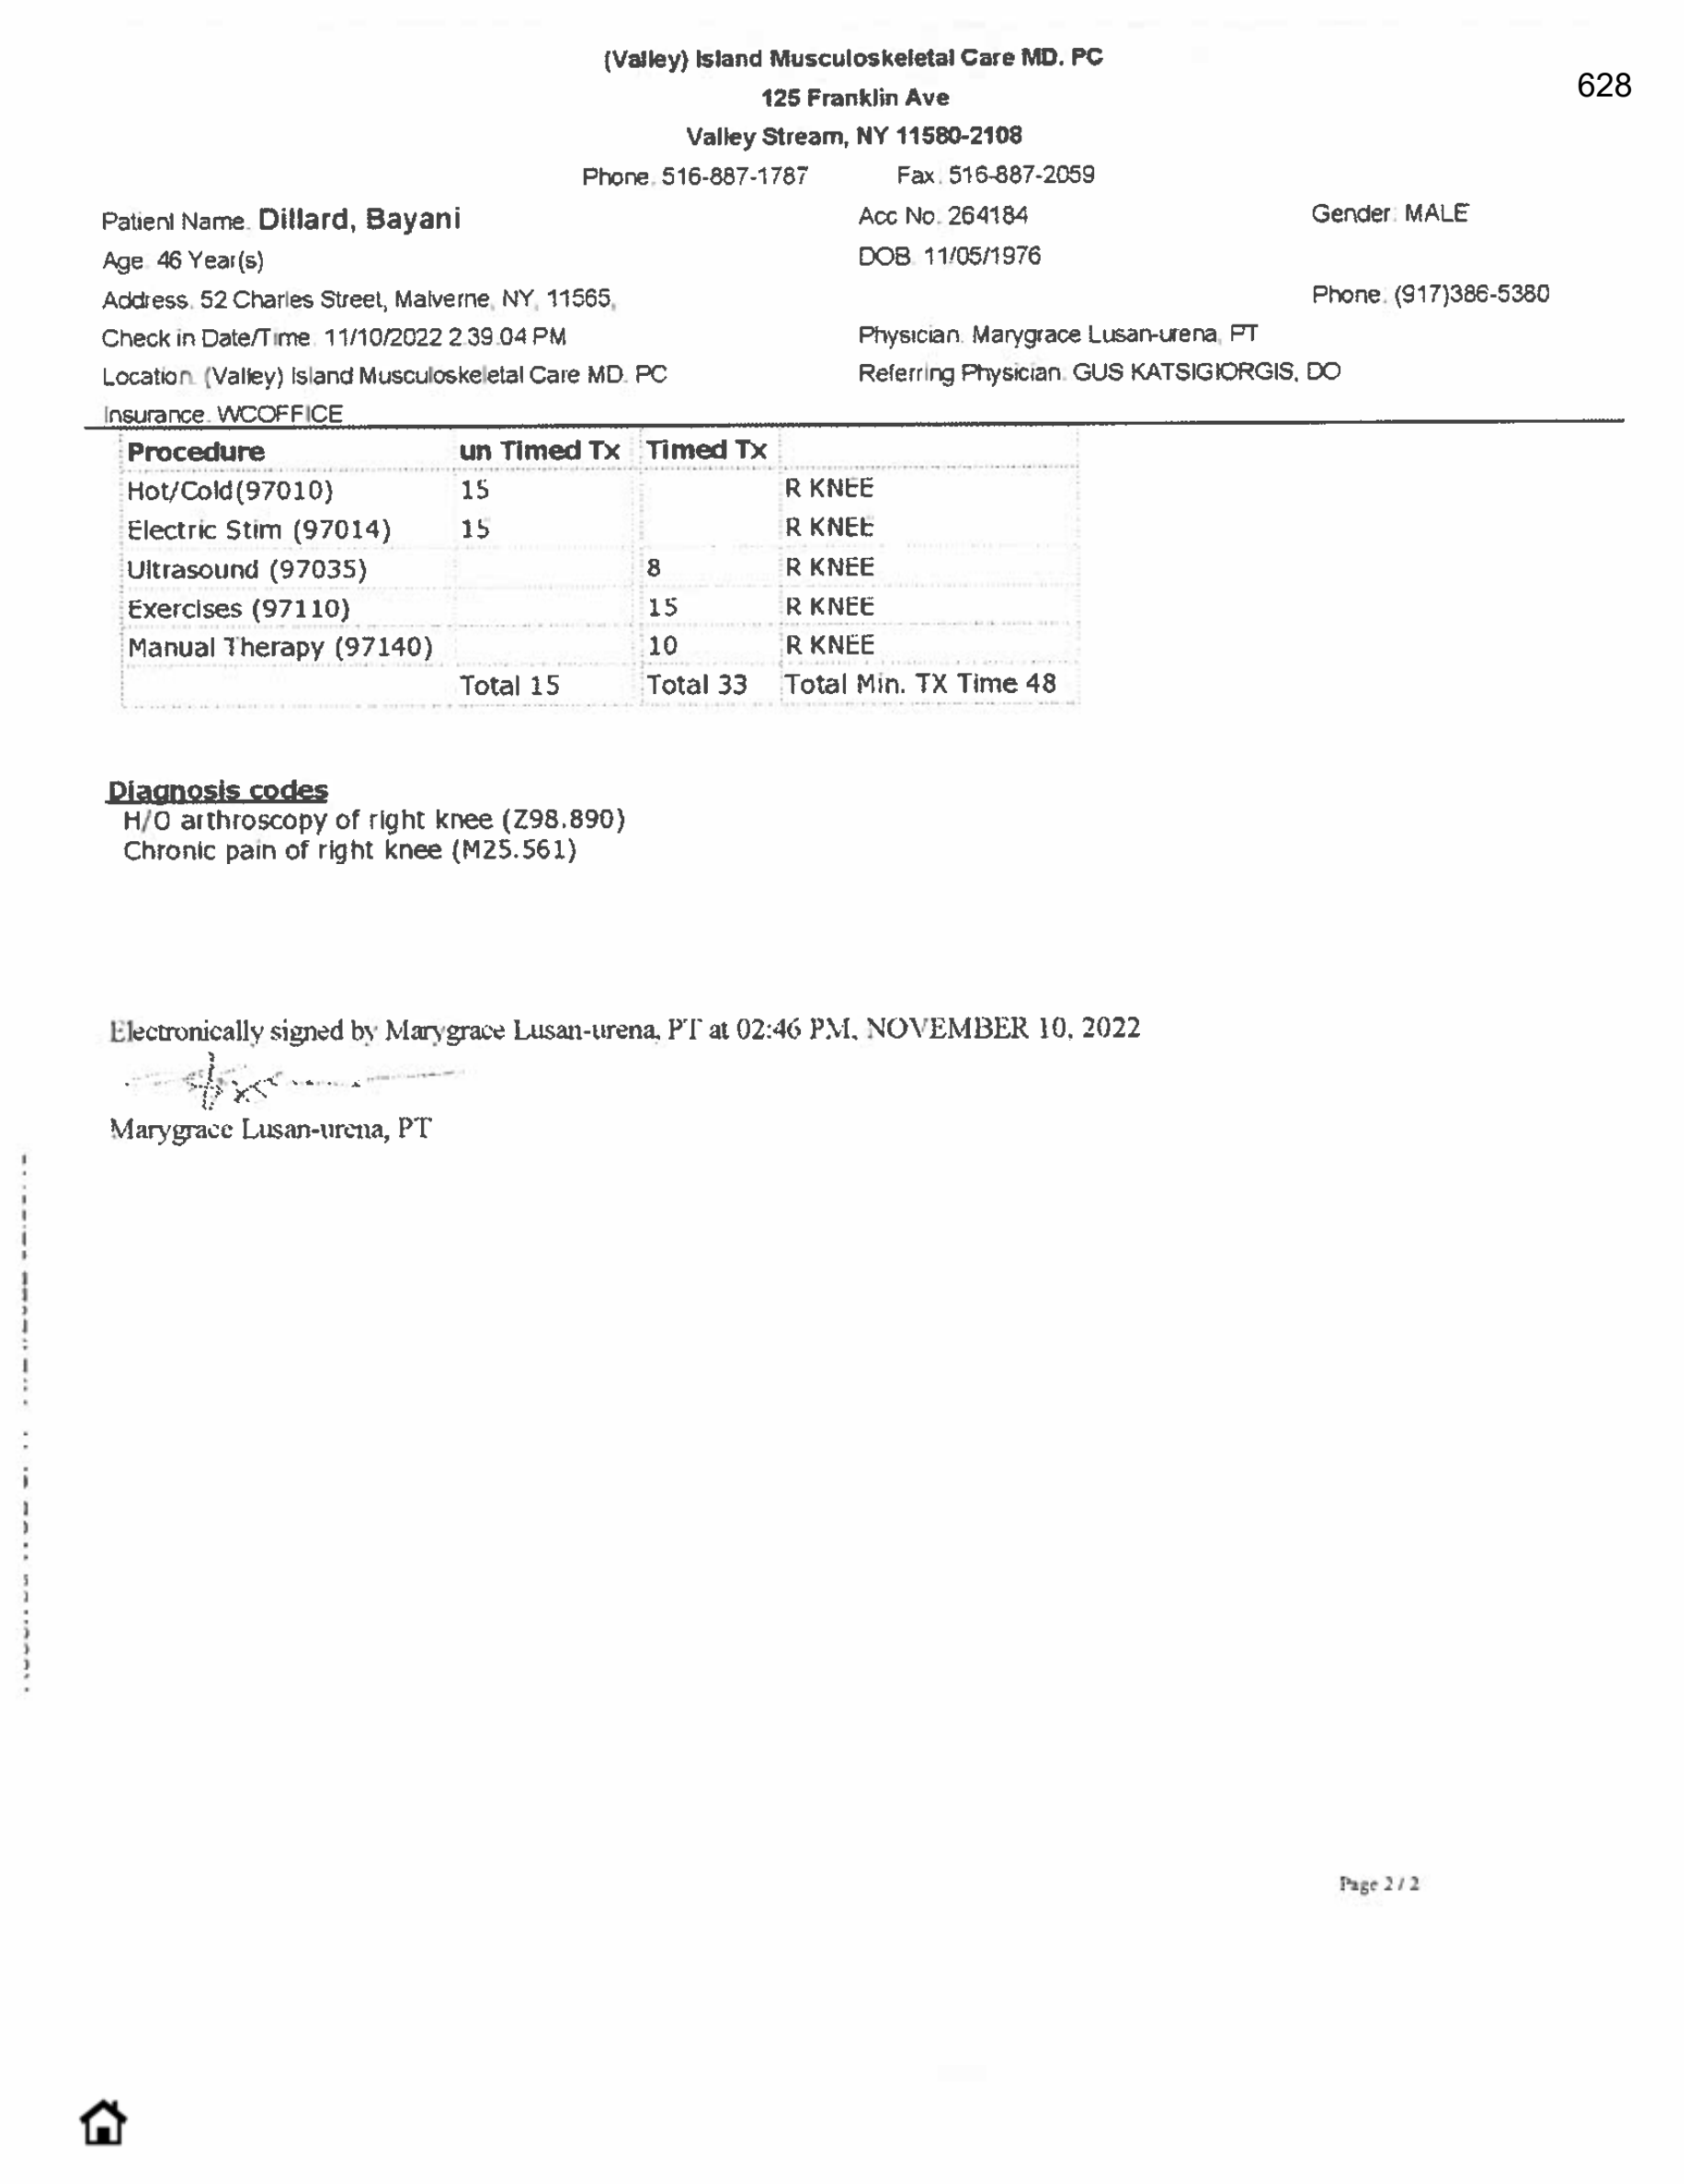 (Valley) Island Musculoskeletal Care MD. PC
628
125 Franklin Ave
Valley Stream, NY 11580-2108
Phone. 516-887-1787 Fax. 516-887-2059
Patient Name. Dillard, Bayani Acc No. 264184 Gender: MALE
Age. 46 Year(s) DOB. 11/05/1976
Address. 52 Charles Street, Malverne, NY, 11565, Phone. (917)386-5380
Check in Date/Time. 11/10/2022 2.39.04 PM Physician. Marygrace Lusan-urena, PT
Location. (Valley) Island Musculoskeletal Care MD. PC Referring Physician. GUS KATSIGIORGIS, DO
Insurance. WCOFFICE
Procedure un Timed Tx Timed Tx
Hot/Cold(97010) 15 R KNEE
Electric Stim (97014) 15 R KNEE
Ultrasound (97035) 8 R KNEE
Exercises (97110) 15 R KNEE
Manual Therapy (97140) 10 R KNEE
Total 15 Total 33 Total Min. TX Time 48
Diagnosis codes
H/O arthroscopy of right knee (Z98.890)
Chronic pain of right knee (M25.561)
Electronically signed by Marygrace Lusan-urena, PT at 02:46 PM, NOVEMBER 10, 2022
Marygrace Lusan-urena, PT
Page 2 / 2